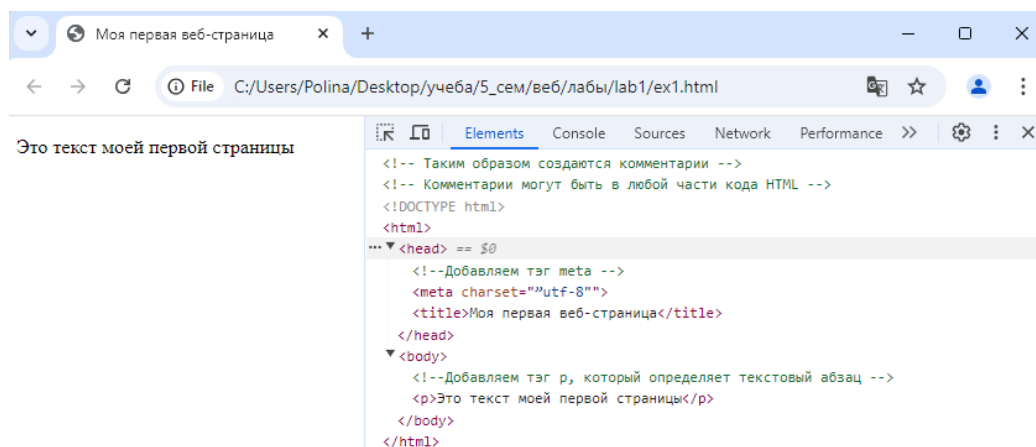 Моя первая веб-страница
File C:/Users/Polina/Desktop/учеба/5_сем/веб/лабы/lab1/ex1.html
Это текст моей первой страницы
Elements Console Sources Network Performance
<!-- Таким образом создаются комментарии -->
<!-- Комментарии могут быть в любой части кода HTML -->
<!DOCTYPE html>
<html>
<head> == $0
<!--Добавляем тэг meta -->
<meta charset="”utf-8"">
<title>Моя первая веб-страница</title>
</head>
<body>
<!--Добавляем тэг p, который определяет текстовый абзац -->
<p>Это текст моей первой страницы</p>
</body>
</html>